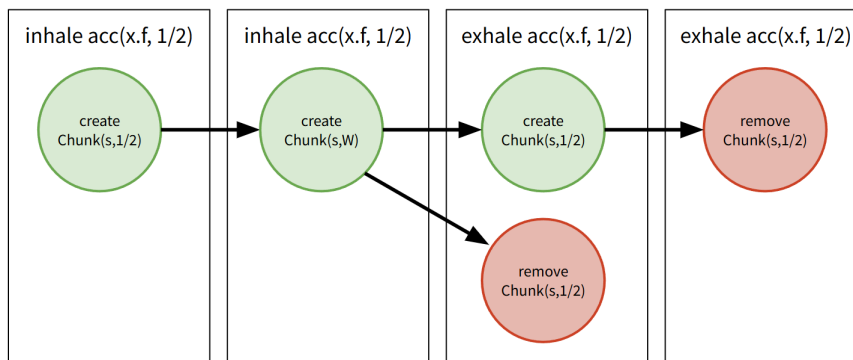 inhale acc(x.f, 1/2)
create
Chunk(s,1/2)
inhale acc(x.f, 1/2)
create
Chunk(s,W)
exhale acc(x.f, 1/2)
create
Chunk(s,1/2)
remove
Chunk(s,1/2)
exhale acc(x.f, 1/2)
remove
Chunk(s,1/2)